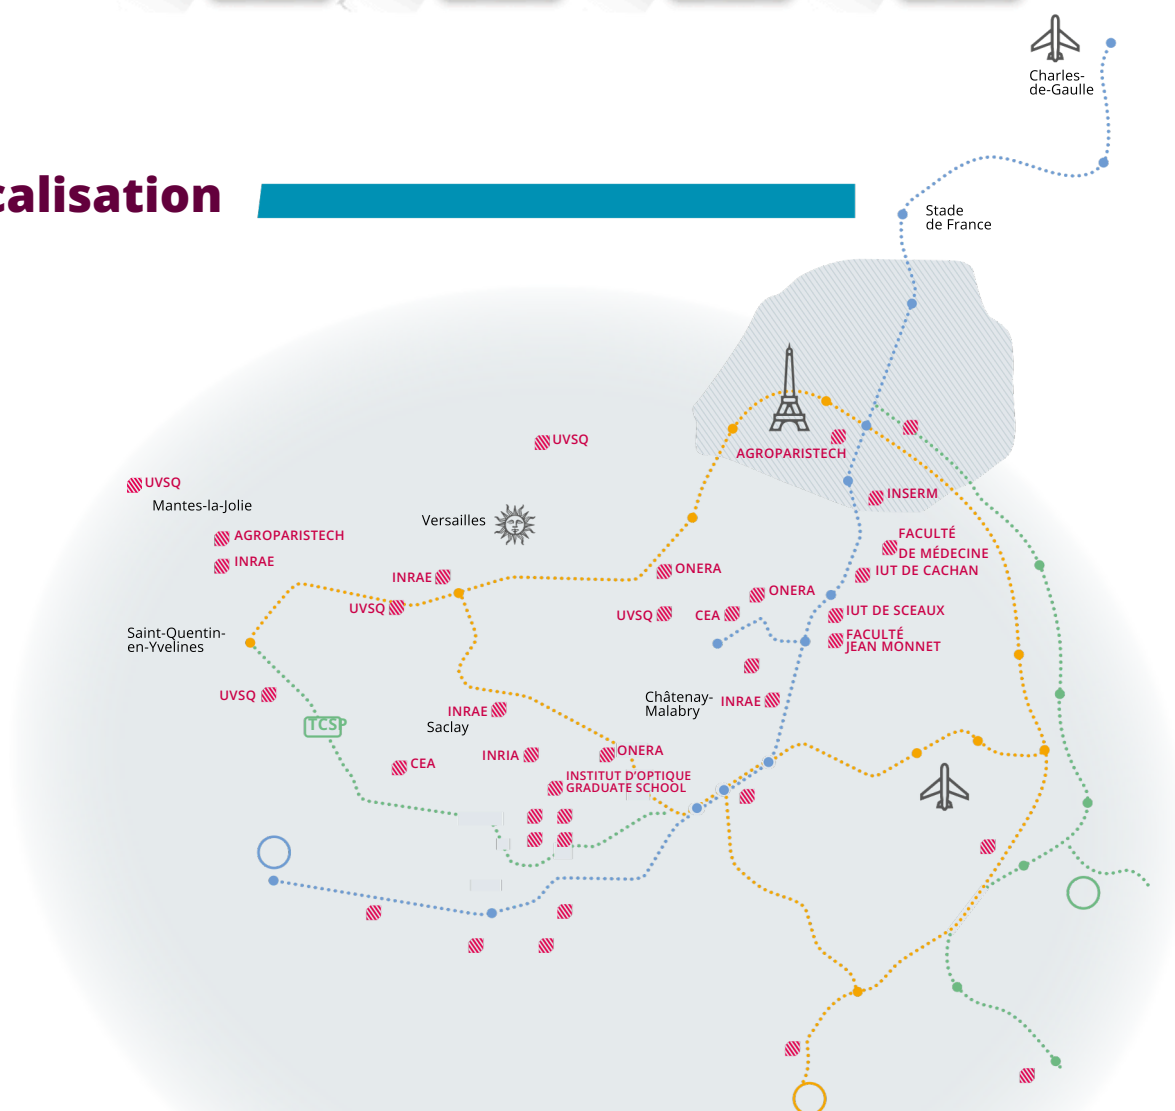 Charles-
de-Gaulle
calisation
Stade
de France
UVSQ
AGROPARISTECH
UVSQ
Mantes-la-Jolie
INSERM
Versailles
AGROPARISTECH
FACULTÉ
DE MÉDECINE
INRAE
ONERA
IUT DE CACHAN
INRAE
ONERA
UVSQ
IUT DE SCEAUX
UVSQ
CEA
Saint-Quentin-
en-Yvelines
FACULTÉ
JEAN MONNET
UVSQ
Châtenay-
Malabry
INRAE
INRAE
TCSP
Saclay
ONERA
INRIA
CEA
INSTITUT D'OPTIQUE
GRADUATE SCHOOL